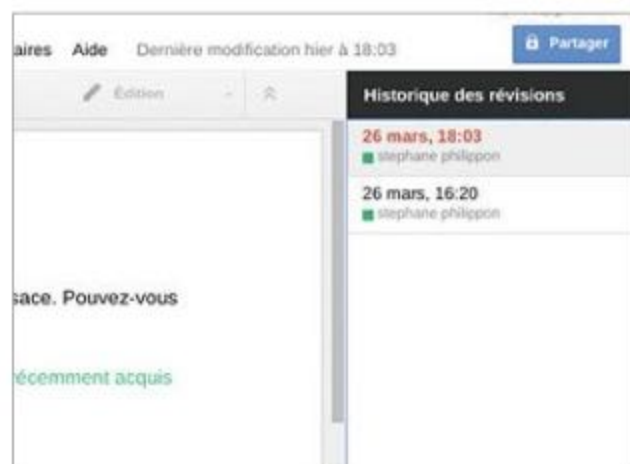 aires Aide Dernière modification hier à 18:03
Partager
Édition
Historique des révisions
26 mars, 18:03
stephane philippon
26 mars, 16:20
stephane philippon
sace. Pouvez-vous
récemment acquis